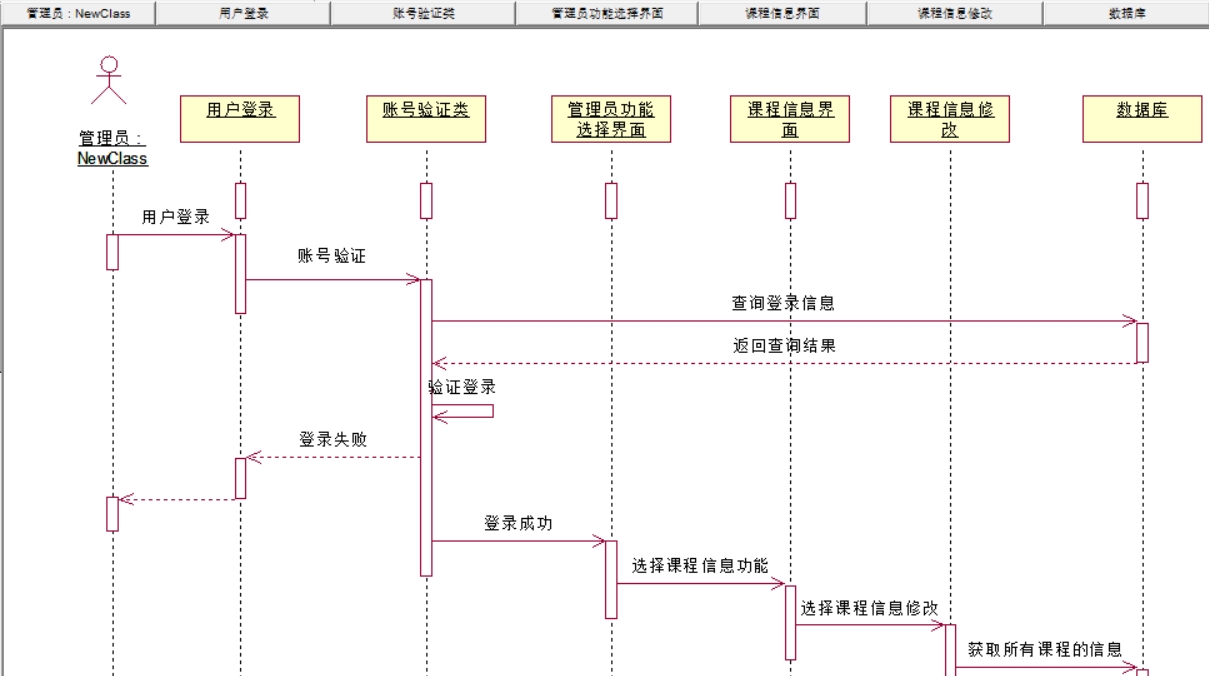 管理员：NewClass
用户登录
账号验证类
管理员功能选择界面
课程信息界面
课程信息修改
数据库
管理员：
NewClass
用户登录
账号验证类
管理员功能
选择界面
课程信息界
面
课程信息修
改
数据库
用户登录
账号验证
查询登录信息
返回查询结果
验证登录
登录失败
登录成功
选择课程信息功能
选择课程信息修改
获取所有课程的信息